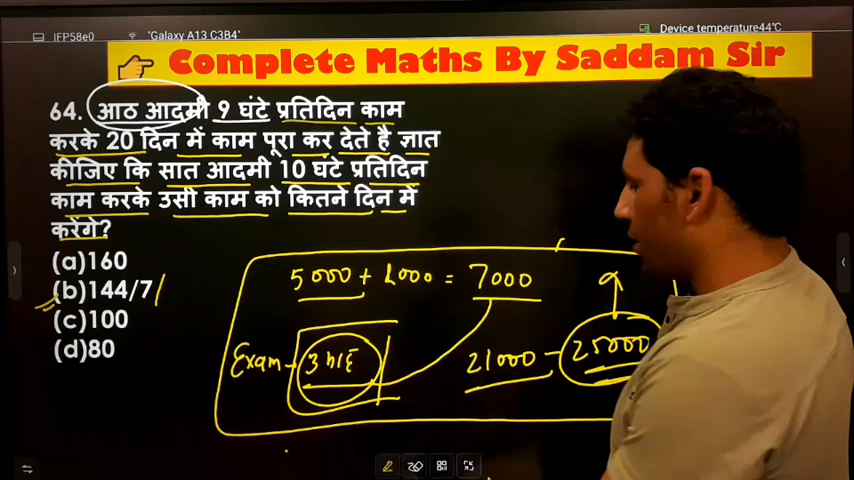 IFP58e0
"Galaxy A13 C3B4"
Device temperature44℃
Complete Maths By Saddam Sir
64. आठ आदमी 9 घंटे प्रतिदिन काम
करके 20 दिन में काम पूरा कर देते है ज्ञात
कीजिए कि सात आदमी 10 घंटे प्रतिदिन
काम करके उसी काम को कितने दिन में
करेंगे?
(a)160
(b)144/7
(c)100
(d)80
5000 + 2000 = 7000
Exam -
21000 - 25000